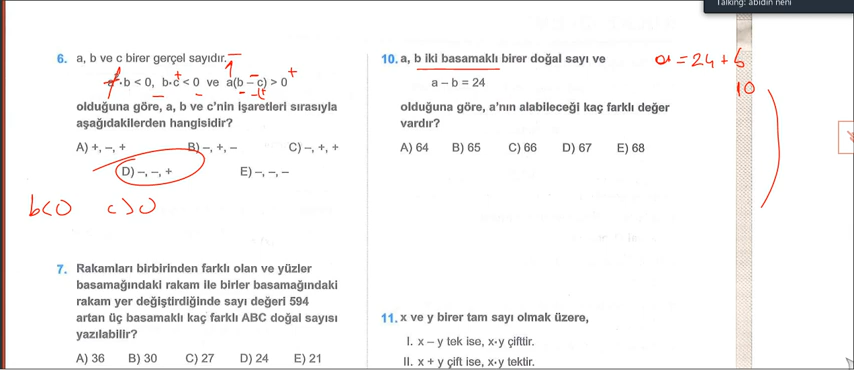 Talking: abidin neni
6. a, b ve c birer gerçel sayıdır.
a²·b < 0, b·c < 0 ve a(b – c) > 0
olduğuna göre, a, b ve c'nin işaretleri sırasıyla
aşağıdakilerden hangisidir?
A) +, –, +   B) –, +, –   C) –, +, +
D) –, –, +   E) –, –, –
b<0   c>0
7. Rakamları birbirinden farklı olan ve yüzler
basamağındaki rakam ile birler basamağındaki
rakam yer değiştirdiğinde sayı değeri 594
artan üç basamaklı kaç farklı ABC doğal sayısı
yazılabilir?
A) 36   B) 30   C) 27   D) 24   E) 21
10. a, b iki basamaklı birer doğal sayı ve
a – b = 24
olduğuna göre, a'nın alabileceği kaç farklı değer
vardır?
A) 64   B) 65   C) 66   D) 67   E) 68
a = 24 + b
10
11. x ve y birer tam sayı olmak üzere,
I. x – y tek ise, x·y çifttir.
II. x + y çift ise, x·y tektir.